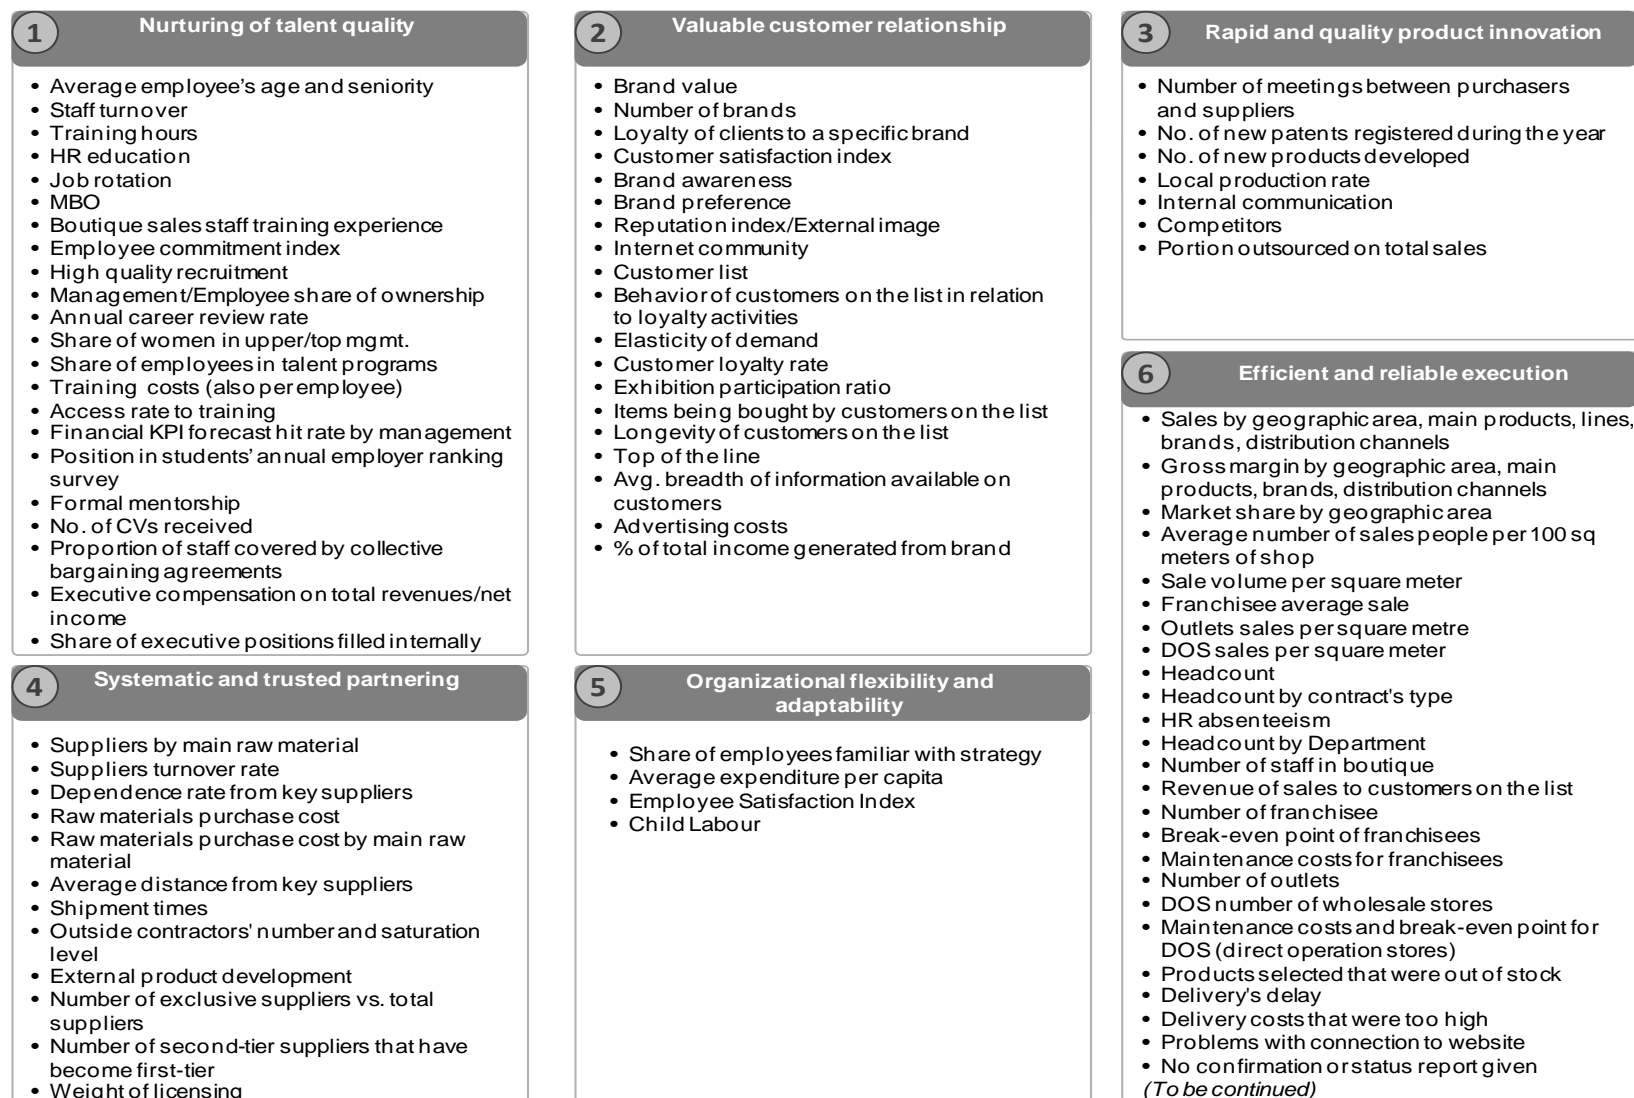 1
Nurturing of talent quality
• Average employee's age and seniority
• Staff turnover
• Training hours
• HR education
• Job rotation
• MBO
• Boutique sales staff training experience
• Employee commitment index
• High quality recruitment
• Management/Employee share of ownership
• Annual career review rate
• Share of women in upper/top mgmt.
• Share of employees in talent programs
• Training costs (also per employee)
• Access rate to training
• Financial KPI forecast hit rate by management
• Position in students' annual employer ranking
survey
• Formal mentorship
• No. of CVs received
• Proportion of staff covered by collective
bargaining agreements
• Executive compensation on total revenues/net
income
• Share of executive positions filled internally
2
Valuable customer relationship
• Brand value
• Number of brands
• Loyalty of clients to a specific brand
• Customer satisfaction index
• Brand awareness
• Brand preference
• Reputation index/External image
• Internet community
• Customer list
• Behavior of customers on the list in relation
to loyalty activities
• Elasticity of demand
• Customer loyalty rate
• Exhibition participation ratio
• Items being bought by customers on the list
• Longevity of customers on the list
• Top of the line
• Avg. breadth of information available on
customers
• Advertising costs
• % of total income generated from brand
3
Rapid and quality product innovation
• Number of meetings between purchasers
and suppliers
• No. of new patents registered during the year
• No. of new products developed
• Local production rate
• Internal communication
• Competitors
• Portion outsourced on total sales
4
Systematic and trusted partnering
• Suppliers by main raw material
• Suppliers turnover rate
• Dependence rate from key suppliers
• Raw materials purchase cost
• Raw materials purchase cost by main raw
material
• Average distance from key suppliers
• Shipment times
• Outside contractors' number and saturation
level
• External product development
• Number of exclusive suppliers vs. total
suppliers
• Number of second-tier suppliers that have
become first-tier
• Weight of licensing
5
Organizational flexibility and
adaptability
• Share of employees familiar with strategy
• Average expenditure per capita
• Employee Satisfaction Index
• Child Labour
6
Efficient and reliable execution
• Sales by geographic area, main products, lines,
brands, distribution channels
• Gross margin by geographic area, main
products, brands, distribution channels
• Market share by geographic area
• Average number of sales people per 100 sq
meters of shop
• Sale volume per square meter
• Franchisee average sale
• Outlets sales per square metre
• DOS sales per square meter
• Headcount
• Headcount by contract's type
• HR absenteeism
• Headcount by Department
• Number of staff in boutique
• Revenue of sales to customers on the list
• Number of franchisee
• Break-even point of franchisees
• Maintenance costs for franchisees
• Number of outlets
• DOS number of wholesale stores
• Maintenance costs and break-even point for
DOS (direct operation stores)
• Products selected that were out of stock
• Delivery's delay
• Delivery costs that were too high
• Problems with connection to website
• No confirmation or status report given
(To be continued)